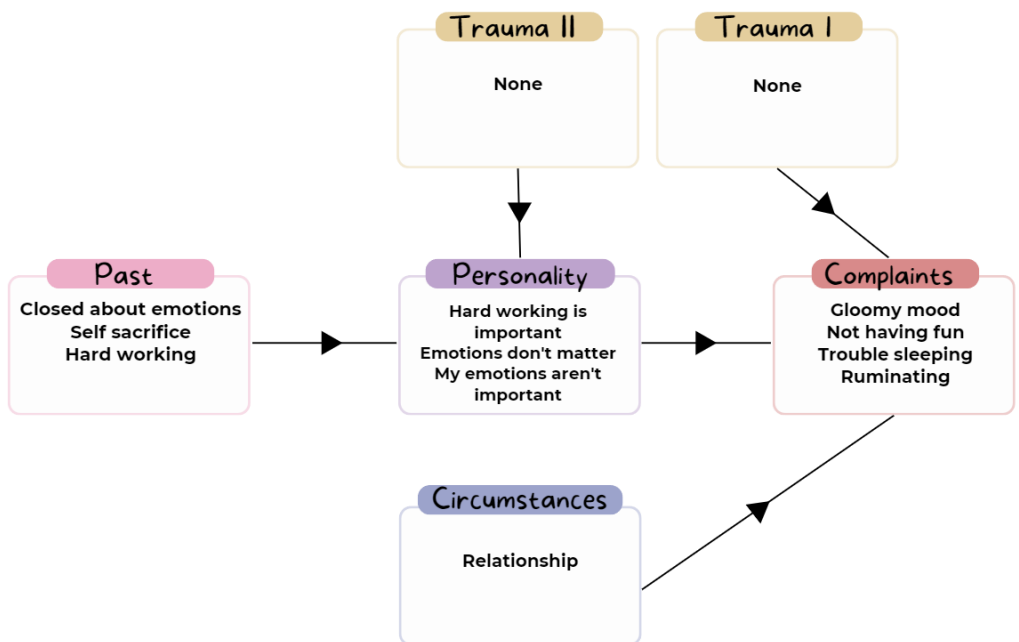 Trauma II
None
Trauma I
None
Past
Closed about emotions
Self sacrifice
Hard working
Personality
Hard working is
important
Emotions don't matter
My emotions aren't
important
Complaints
Gloomy mood
Not having fun
Trouble sleeping
Ruminating
Circumstances
Relationship